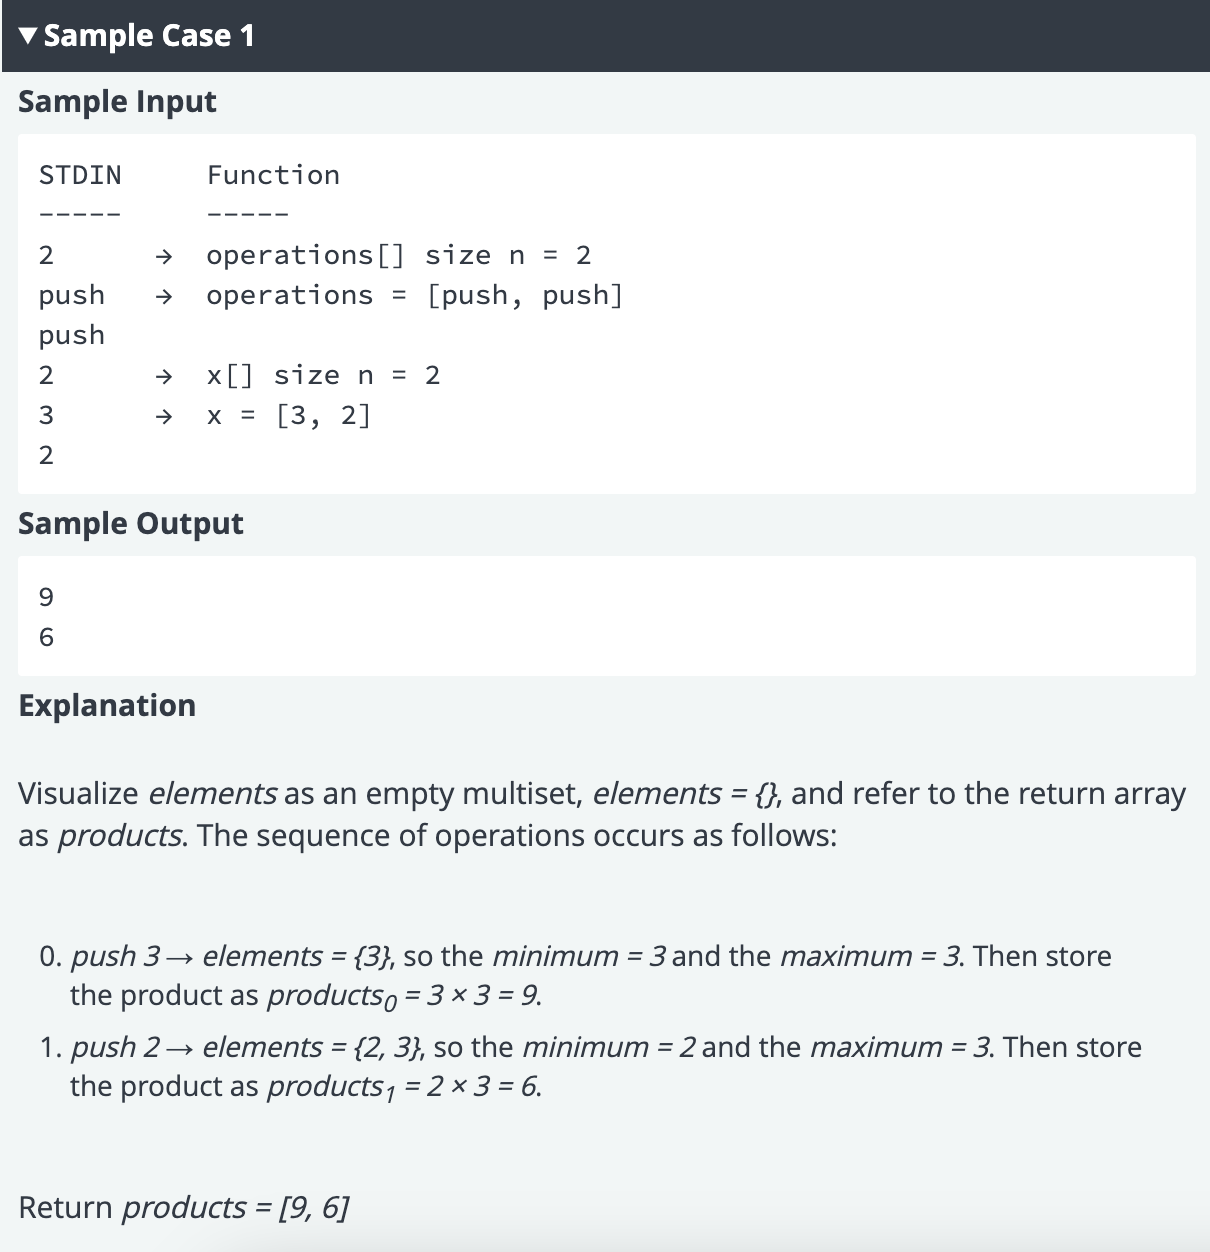 ▼ Sample Case 1
Sample Input
STDIN Function
----- -----
2 → operations[] size n = 2
push → operations = [push, push]
push
2 → x[] size n = 2
3 → x = [3, 2]
2
Sample Output
9
6
Explanation
Visualize elements as an empty multiset, elements = {}, and refer to the return array
as products. The sequence of operations occurs as follows:
0. push 3 → elements = {3}, so the minimum = 3 and the maximum = 3. Then store
the product as products₀ = 3 × 3 = 9.
1. push 2 → elements = {2, 3}, so the minimum = 2 and the maximum = 3. Then store
the product as products₁ = 2 × 3 = 6.
Return products = [9, 6]